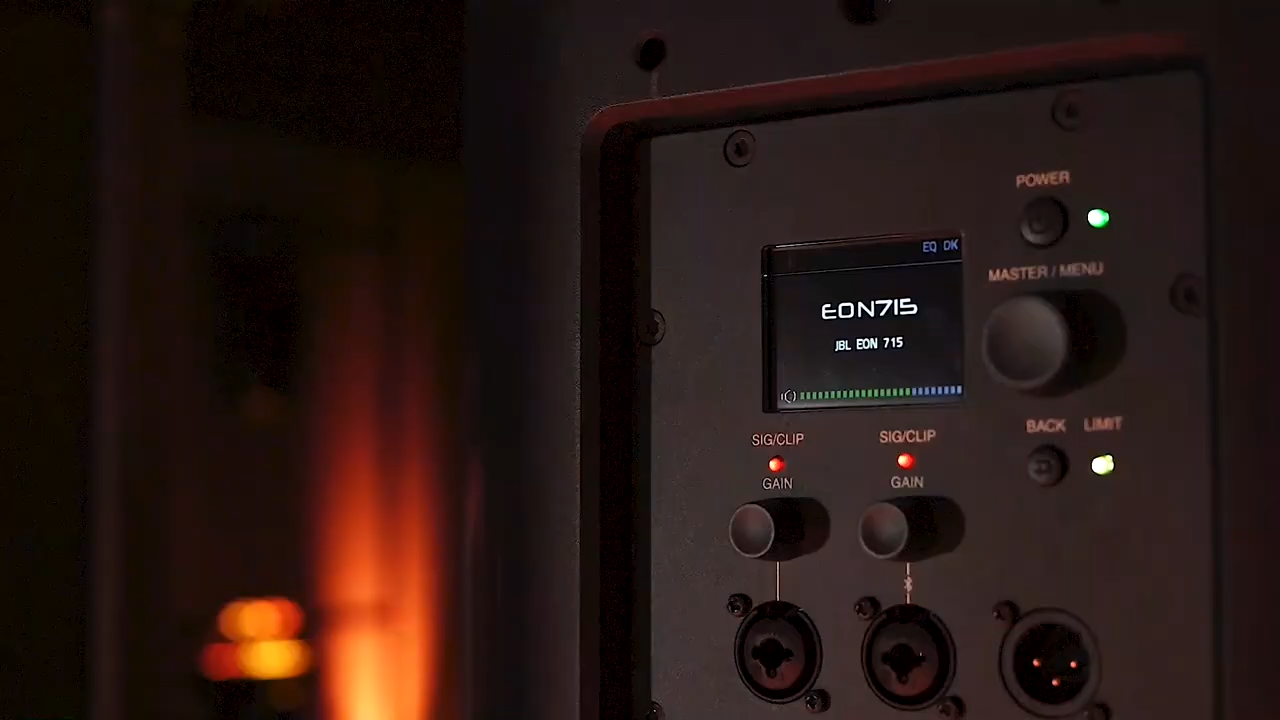 POWER
EQ DK
MASTER / MENU
EON715
JBL EON 715
BACK LIMIT
SIG/CLIP SIG/CLIP
GAIN GAIN